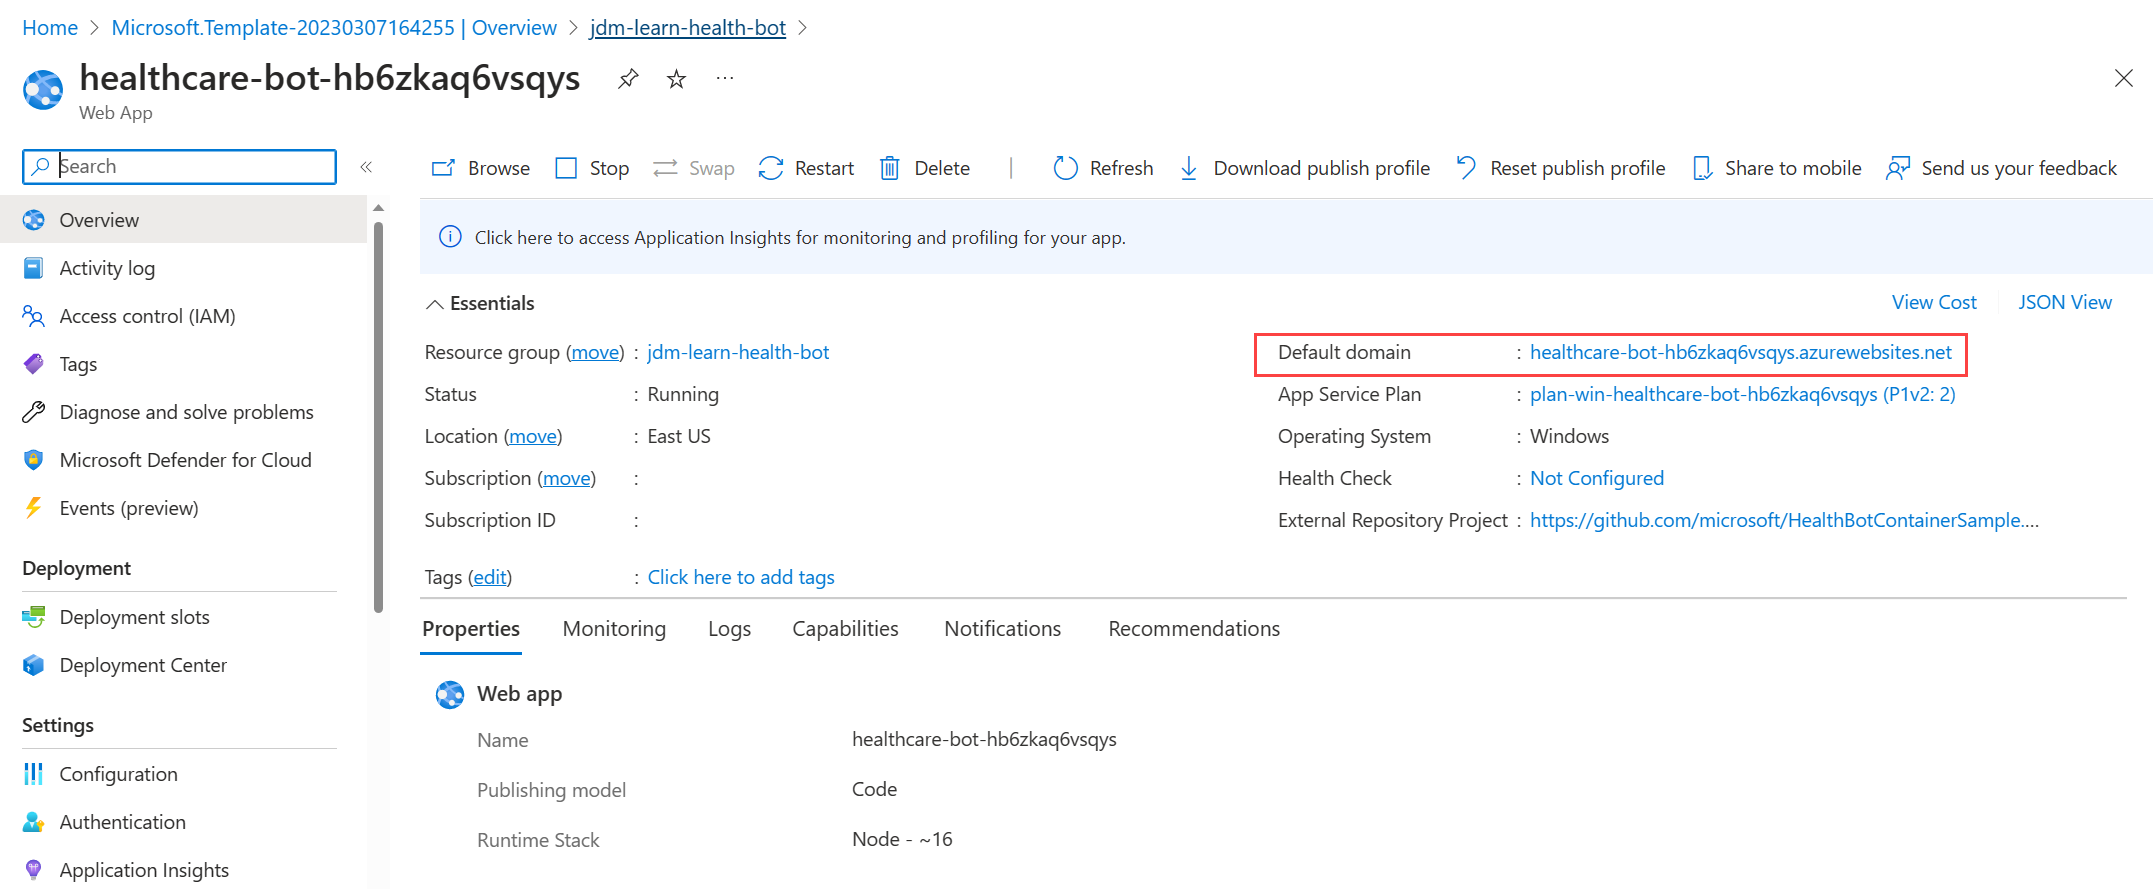 Home > Microsoft.Template-20230307164255 | Overview > jdm-learn-health-bot >
healthcare-bot-hb6zkaq6vsqys ...
Web App
Search «
Browse Stop Swap Restart Delete | Refresh Download publish profile Reset publish profile Share to mobile Send us your feedback
Overview
Activity log
Access control (IAM)
Tags
Diagnose and solve problems
Microsoft Defender for Cloud
Events (preview)
Deployment
Deployment slots
Deployment Center
Settings
Configuration
Authentication
Application Insights
Click here to access Application Insights for monitoring and profiling for your app.
Essentials
View Cost JSON View
Resource group (move) : jdm-learn-health-bot
Status : Running
Location (move) : East US
Subscription (move) :
Subscription ID :
Tags (edit) : Click here to add tags
Default domain : healthcare-bot-hb6zkaq6vsqys.azurewebsites.net
App Service Plan : plan-win-healthcare-bot-hb6zkaq6vsqys (P1v2: 2)
Operating System : Windows
Health Check : Not Configured
External Repository Project : https://github.com/microsoft/HealthBotContainerSample....
Properties Monitoring Logs Capabilities Notifications Recommendations
Web app
Name healthcare-bot-hb6zkaq6vsqys
Publishing model Code
Runtime Stack Node - ~16